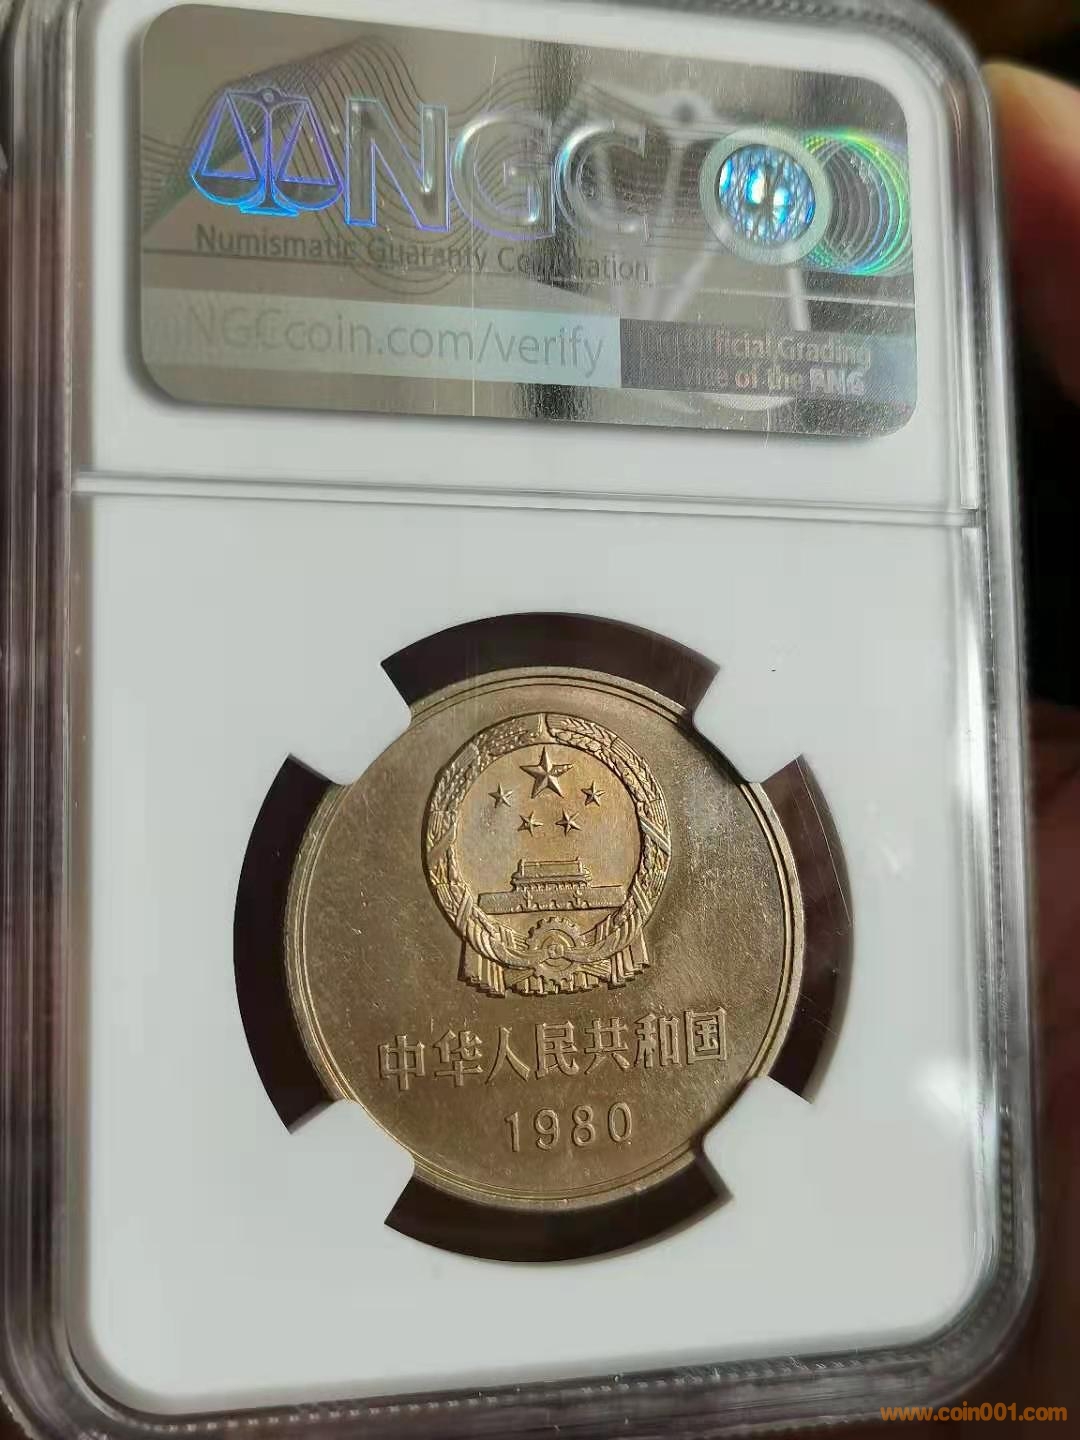 NGC
Numismatic Guaranty Corporation
NGCcoin.com/verify
Official Grading
Service of the PNG
中华人民共和国
1980
www.coin001.com